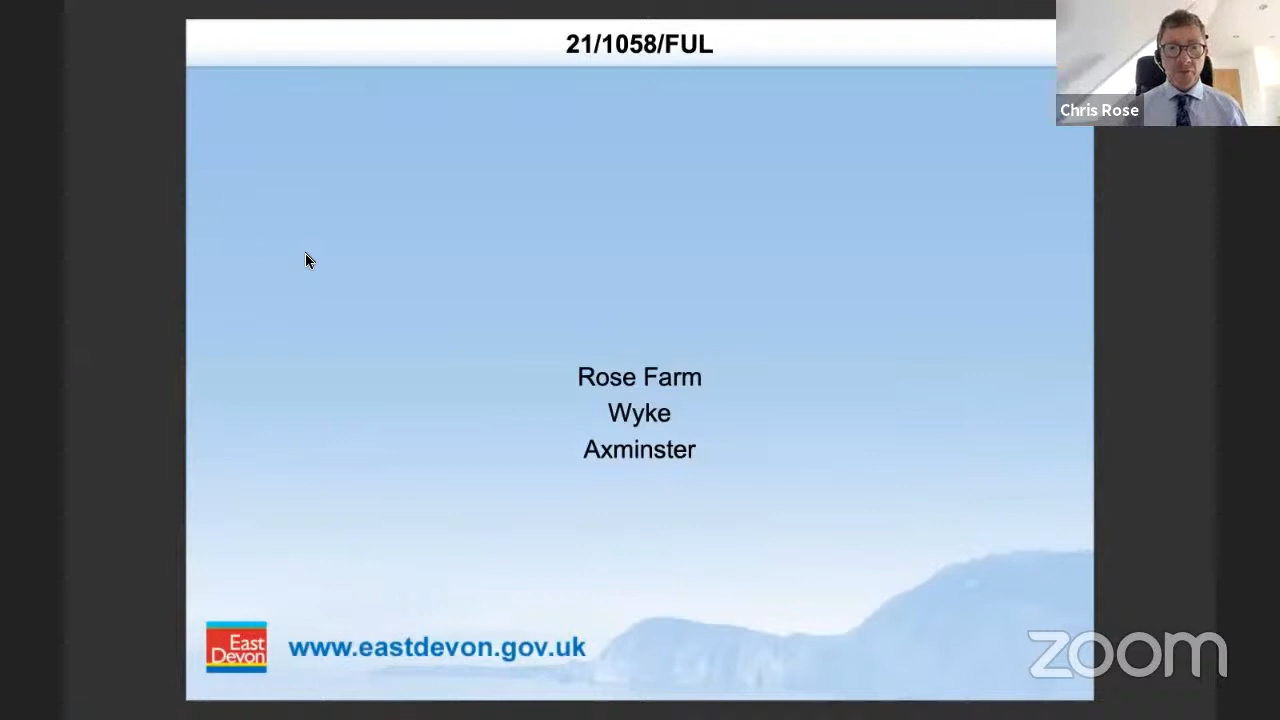 21/1058/FUL
Chris Rose
Rose Farm
Wyke
Axminster
East
Devon
www.eastdevon.gov.uk
zoom